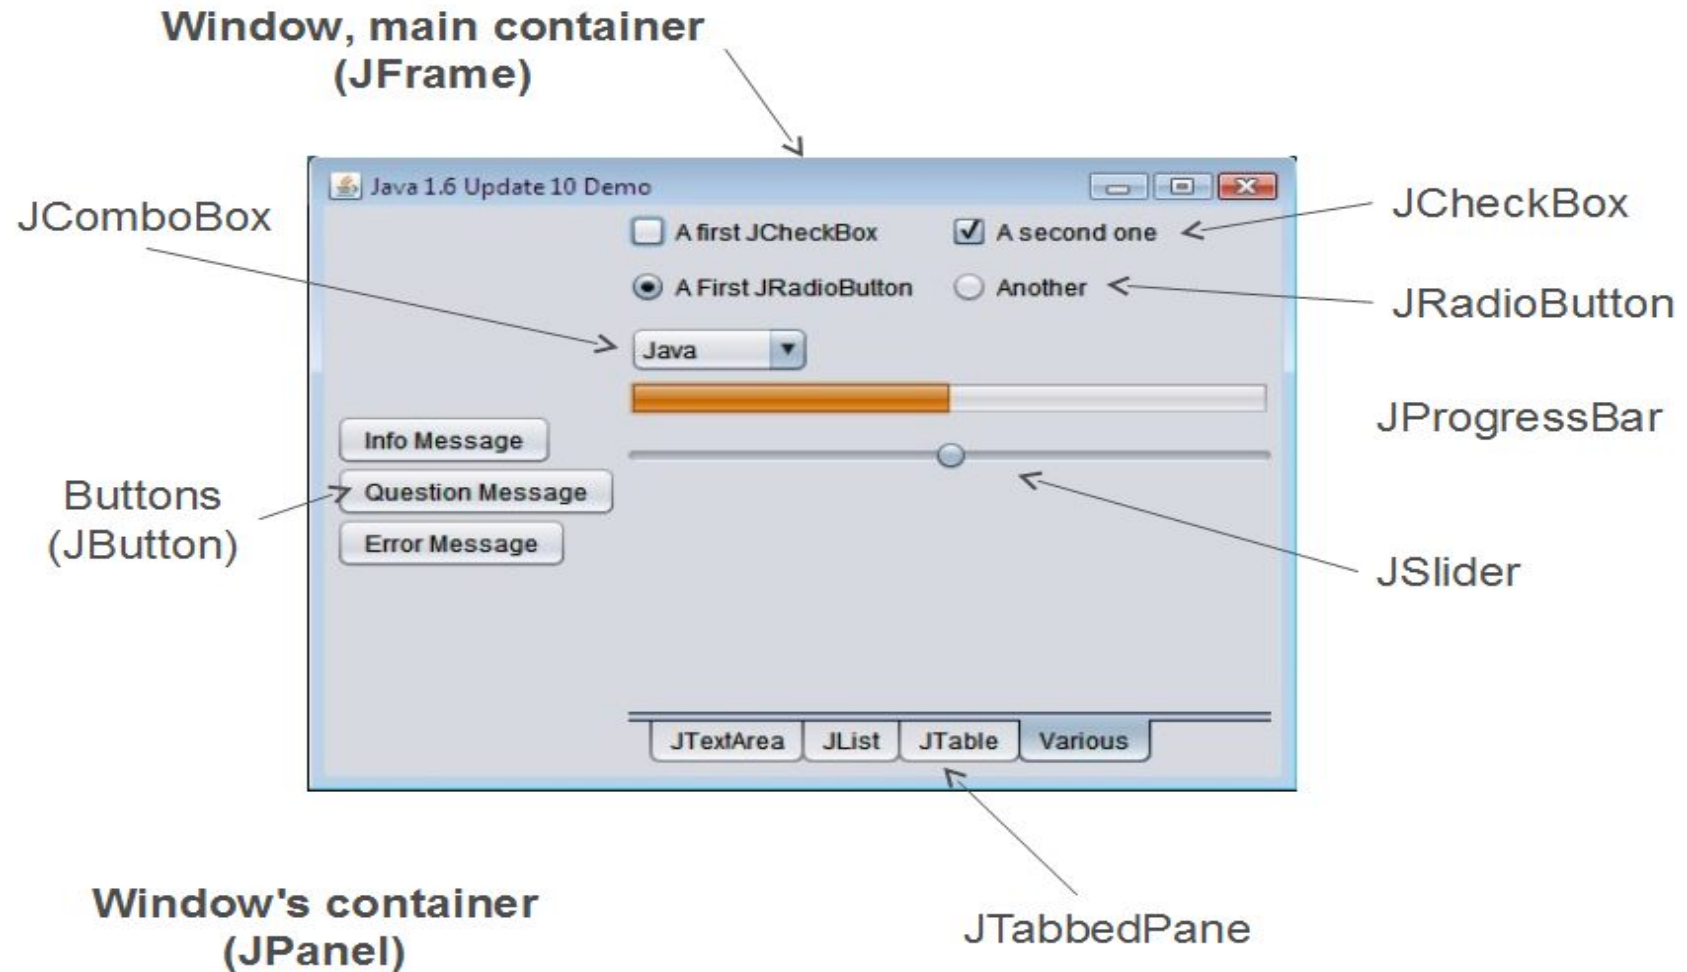 Window, main container
(JFrame)
Java 1.6 Update 10 Demo
JComboBox
JCheckBox
A first JCheckBox
A second one
A First JRadioButton
Another
JRadioButton
Java
JProgressBar
Info Message
Buttons
(JButton)
Question Message
Error Message
JSlider
JTextArea
JList
JTable
Various
Window's container
(JPanel)
JTabbedPane